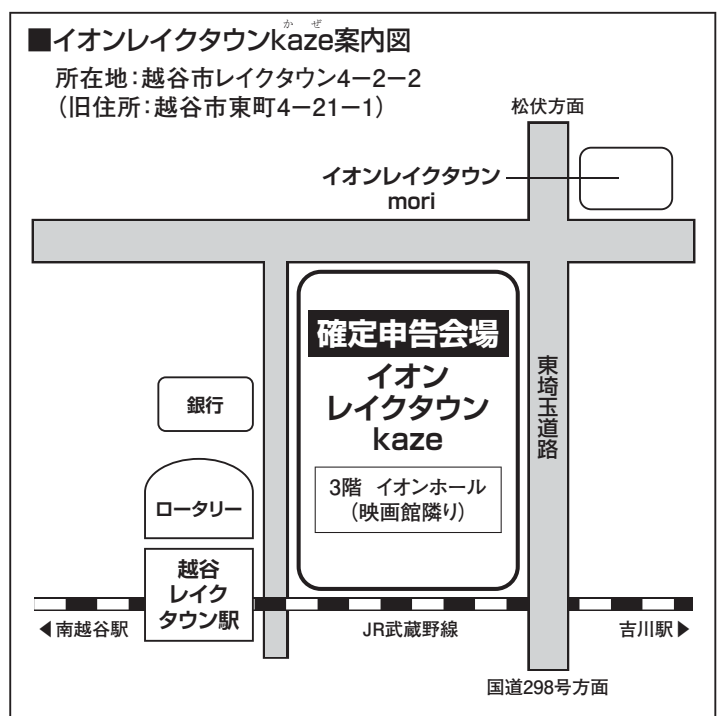 ■イオンレイクタウンkaze案内図
かぜ
所在地：越谷市レイクタウン4－2－2
（旧住所：越谷市東町4－21－1）
松伏方面
イオンレイクタウン
mori
確定申告会場
イオン
レイクタウン
kaze
3階 イオンホール
（映画館隣り）
東埼玉道路
銀行
ロータリー
越谷
レイク
タウン駅
◀南越谷駅
JR武蔵野線
吉川駅▶
国道298号方面